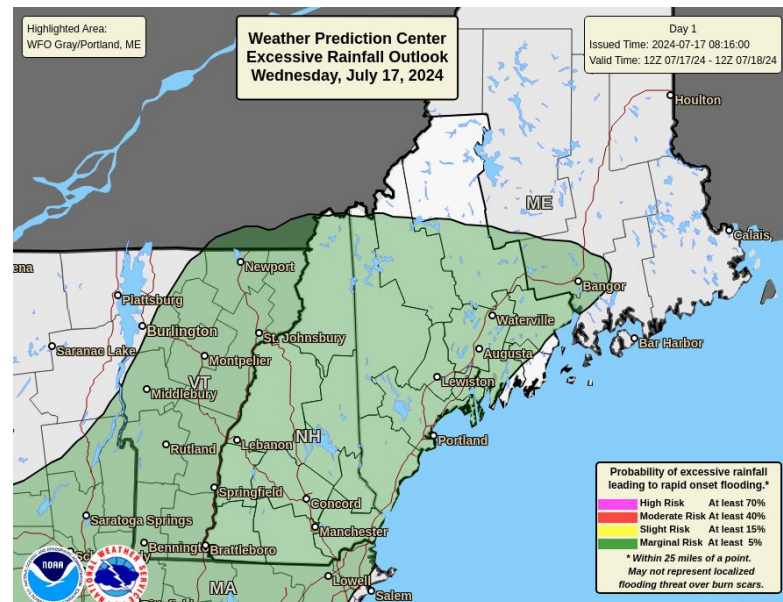 Highlighted Area:
WFO Gray/Portland, ME
Weather Prediction Center
Excessive Rainfall Outlook
Wednesday, July 17, 2024
Day 1
Issued Time: 2024-07-17 08:16:00
Valid Time: 12Z 07/17/24 - 12Z 07/18/24
Houlton
ME
Calais,
ena
Newport
Plattsburg
Bangor
Burlington
Waterville
St. Johnsbury
Saranac Lake
Bar Harbor
Montpelier
Augusta
VT
Middlebury
Lewiston
Rutland
Lebanon
NH
Portland
Springfield
Concord
Saratoga Springs
Manchester
Bennington
Brattleboro
MA
Lowell
Salem
Probability of excessive rainfall
leading to rapid onset flooding.*
High Risk At least 70%
Moderate Risk At least 40%
Slight Risk At least 15%
Marginal Risk At least 5%
* Within 25 miles of a point.
May not represent localized
flooding threat over burn scars.
NOAA
NATIONAL WEATHER SERVICE